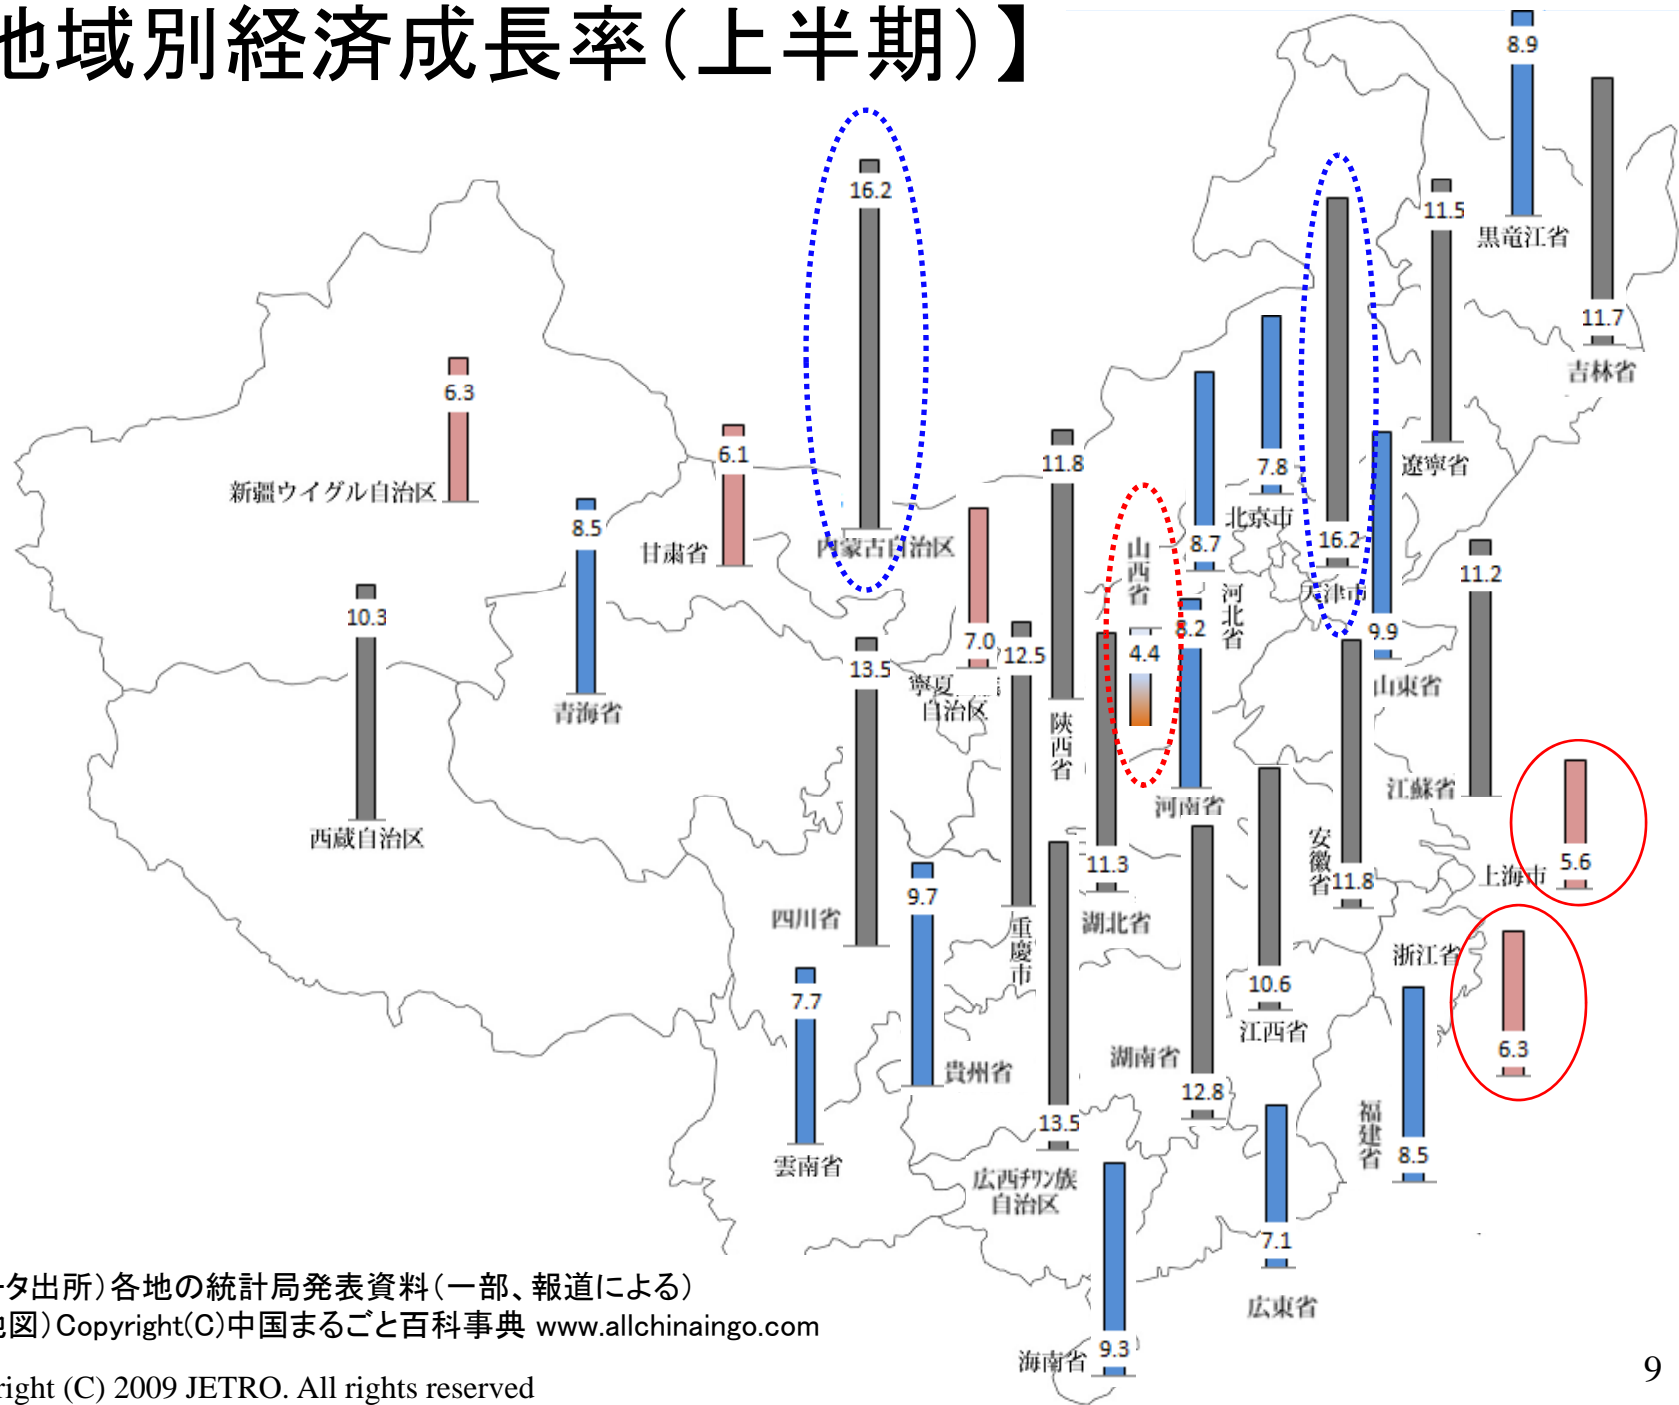 地域別経済成長率(上半期)】
8.9
黒竜江省
11.7
吉林省
11.5
遼寧省
16.2
内蒙古自治区
6.3
新疆ウイグル自治区
8.5
青海省
6.1
甘粛省
10.3
西蔵自治区
7.0
寧夏
自治区
11.8
陝西省
山西省
4.4
8.7
河北省
7.8
北京市
16.2
天津市
9.9
山東省
8.2
河南省
11.2
江蘇省
5.6
上海市
6.3
浙江省
11.8
安徽省
13.5
四川省
12.5
重慶市
11.3
湖北省
9.7
貴州省
7.7
雲南省
13.5
広西チワン族
自治区
12.8
湖南省
10.6
江西省
8.5
福建省
7.1
広東省
9.3
海南省
ータ出所)各地の統計局発表資料(一部、報道による)
地図)Copyright(C)中国まるごと百科事典 www.allchinaingo.com
right (C) 2009 JETRO. All rights reserved
9